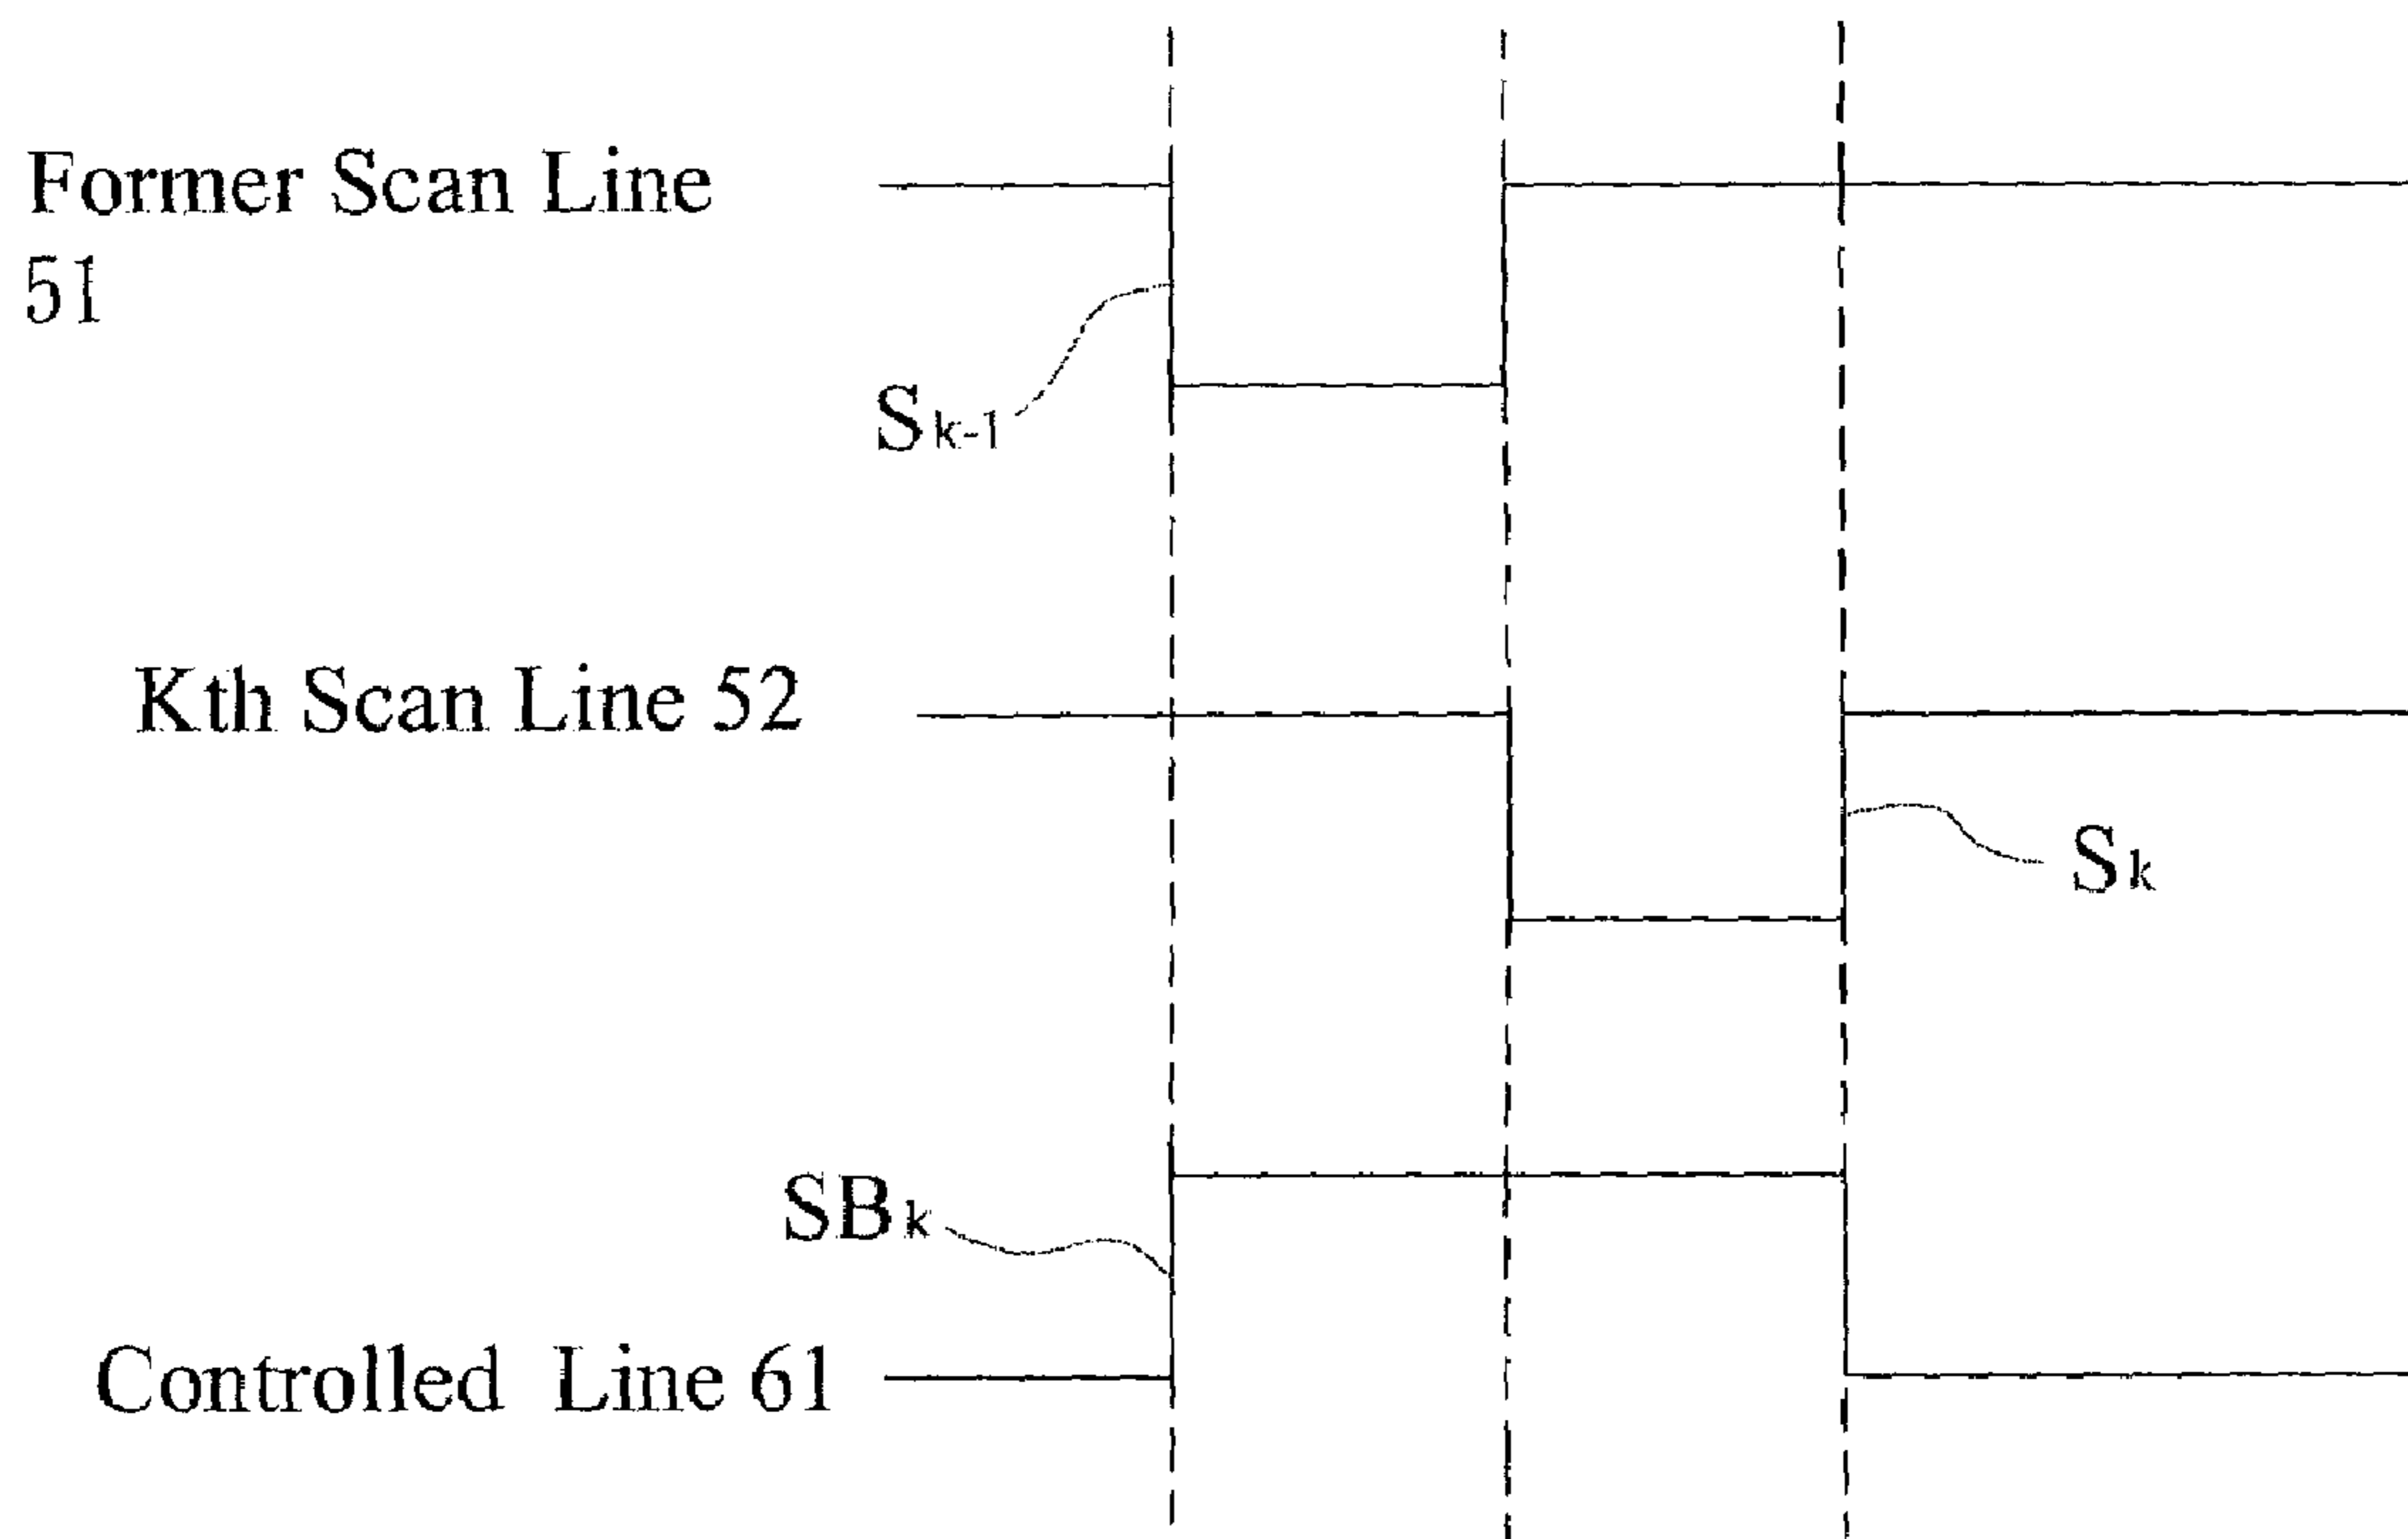 Former Scan Line
51
Sk-1
Kth Scan Line 52
Sk
SBk
Controlled Line 61